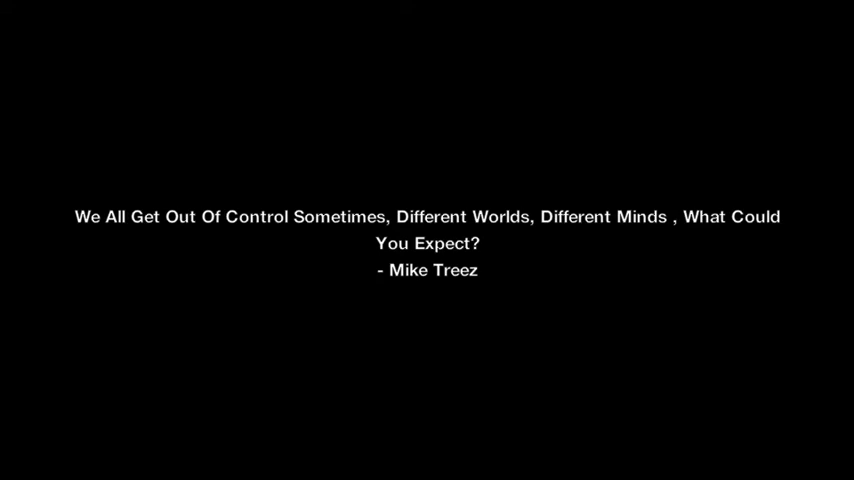 We All Get Out Of Control Sometimes, Different Worlds, Different Minds , What Could
You Expect?
- Mike Treez